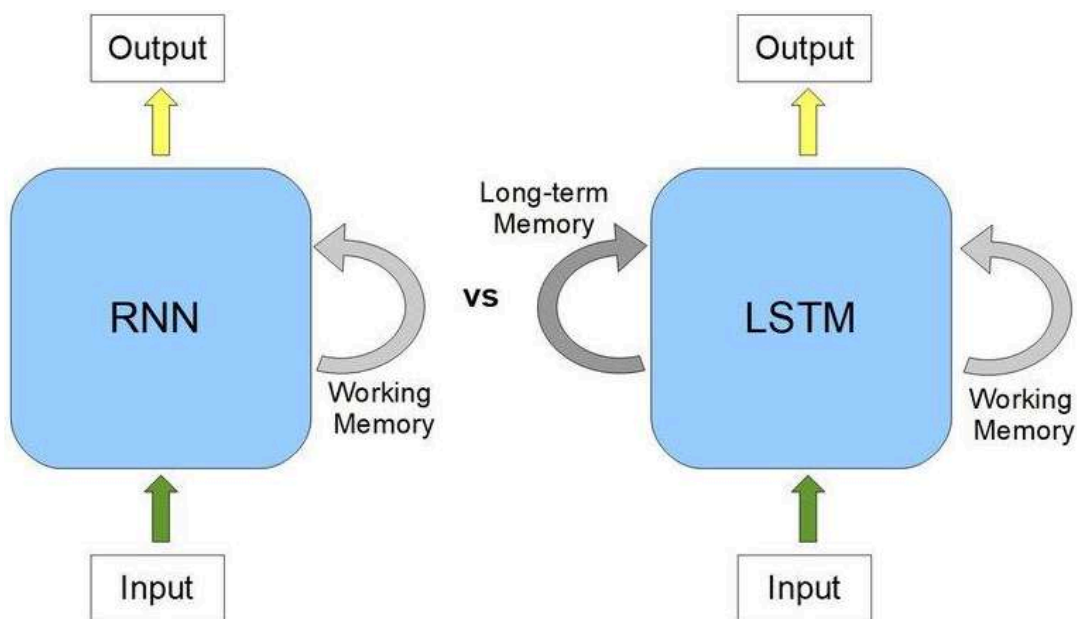 Output
RNN
Working
Memory
Input
vs
Output
Long-term
Memory
LSTM
Working
Memory
Input